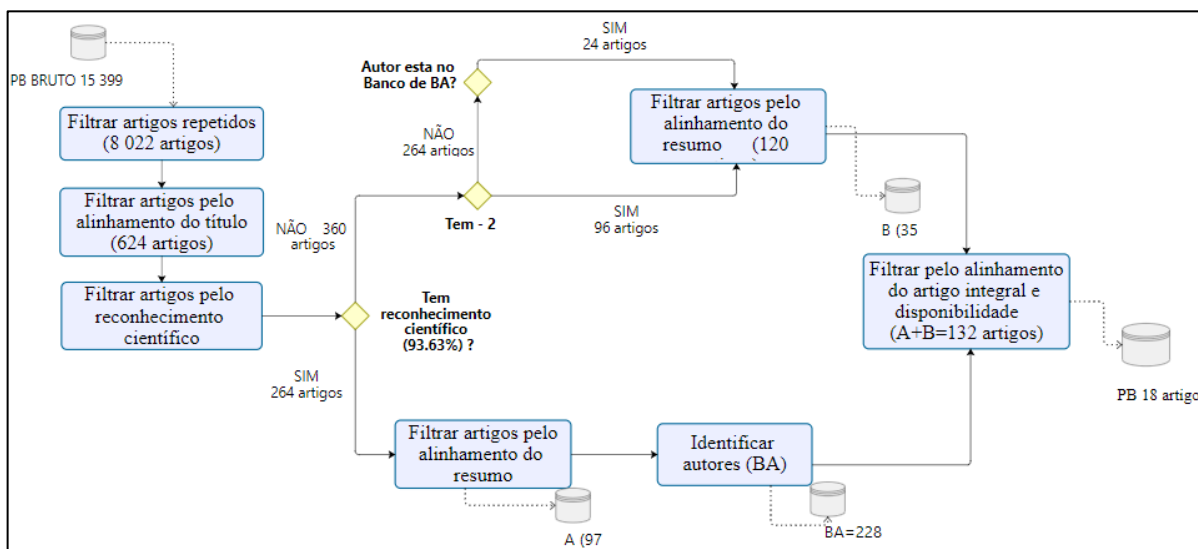 PB BRUTO 15 399
Filtrar artigos repetidos
(8 022 artigos)
Filtrar artigos pelo
alinhamento do título
(624 artigos)
Filtrar artigos pelo
reconhecimento
científico
NÃO 360
artigos
Tem
reconhecimento
científico
(93.63%) ?
SIM
264 artigos
Tem - 2
NÃO
264 artigos
Autor esta no
Banco de BA?
SIM
24 artigos
SIM
96 artigos
Filtrar artigos pelo
alinhamento do
resumo (120
B (35
Filtrar artigos pelo
alinhamento do
resumo
A (97
Identificar
autores (BA)
BA=228
Filtrar pelo alinhamento
do artigo integral e
disponibilidade
(A+B=132 artigos)
PB 18 artigo